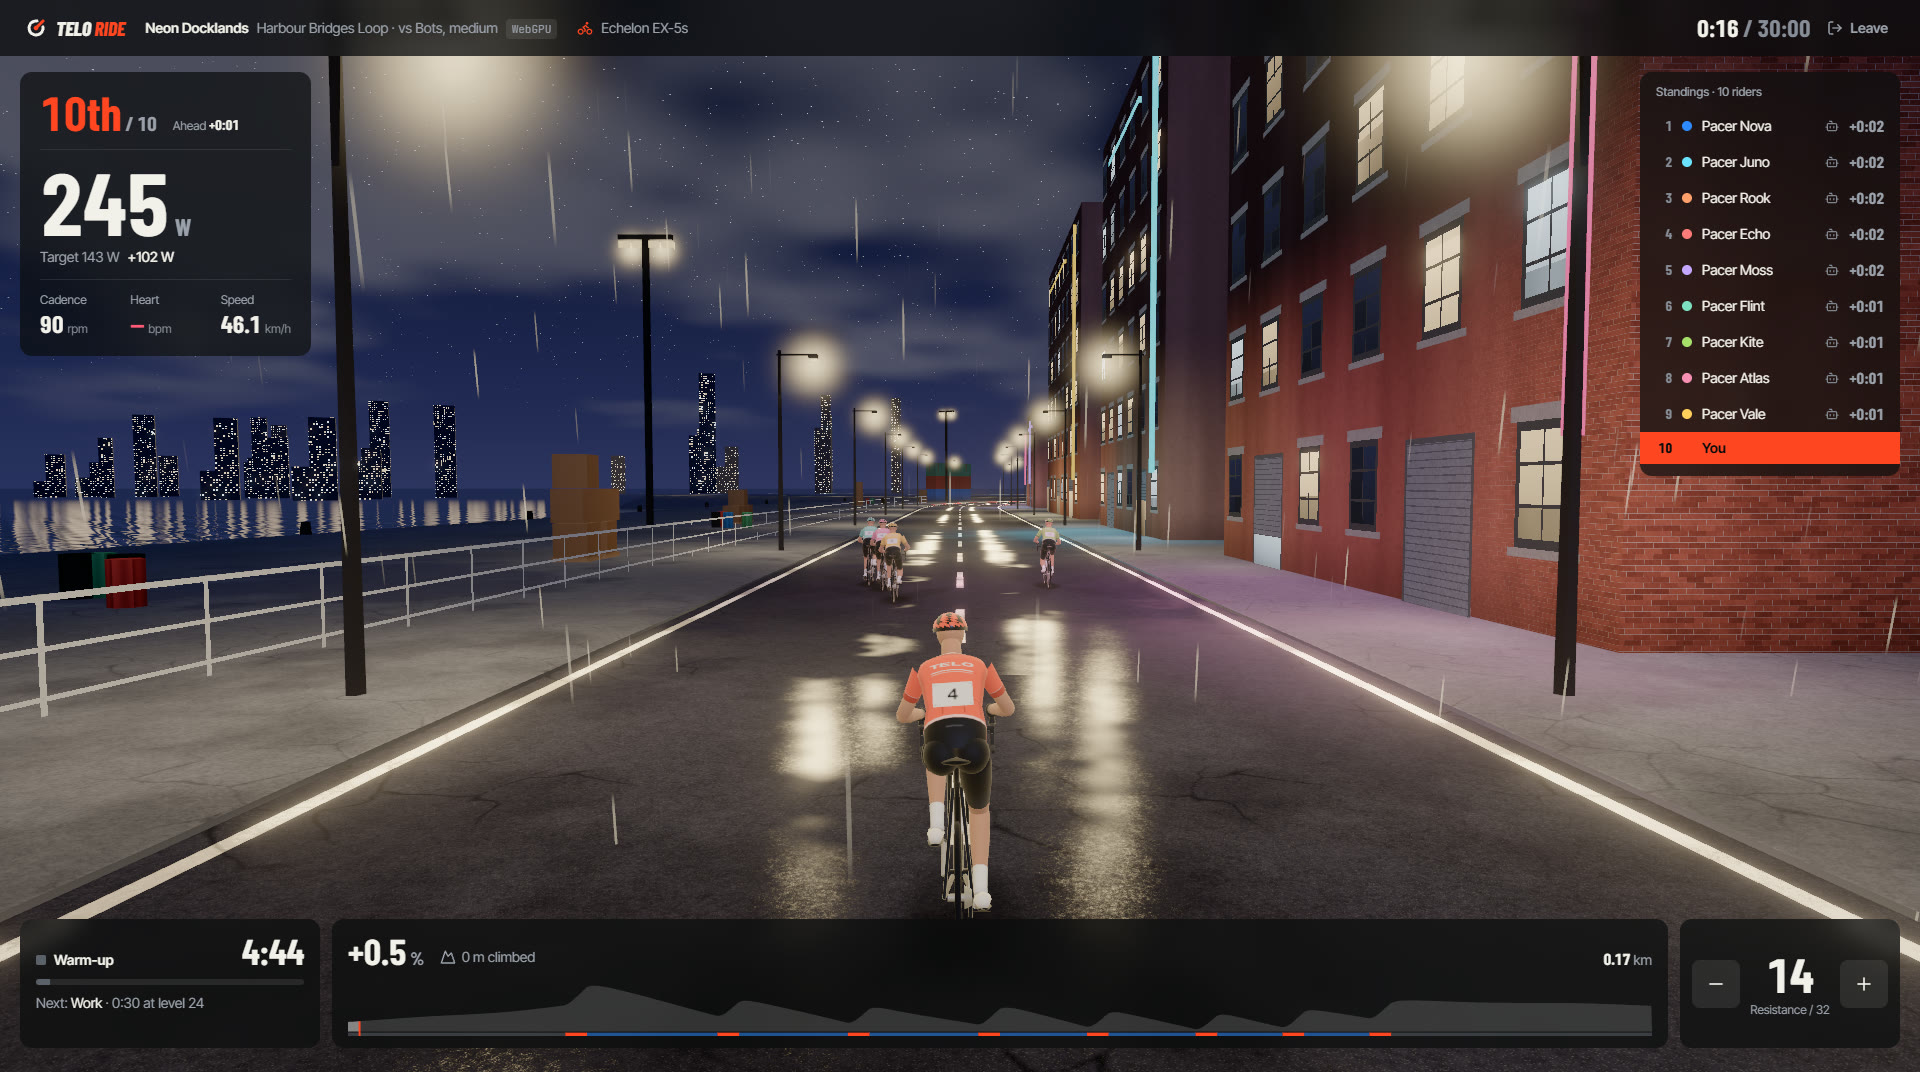 TELO RIDE Neon Docklands Harbour Bridges Loop · vs Bots, medium WebGPU Echelon EX-5s 0:16 / 30:00 Leave
10th / 10 Ahead +0:01
245 W
Target 143 W +102 W
Cadence Heart Speed
90 rpm — bpm 46.1 km/h
Standings · 10 riders
1 Pacer Nova +0:02
2 Pacer Juno +0:02
3 Pacer Rook +0:02
4 Pacer Echo +0:02
5 Pacer Moss +0:02
6 Pacer Flint +0:01
7 Pacer Kite +0:01
8 Pacer Atlas +0:01
9 Pacer Vale +0:01
10 You
TELO
4
Warm-up 4:44
Next: Work · 0:30 at level 24
+0.5 % 0 m climbed 0.17 km
− 14 +
Resistance / 32